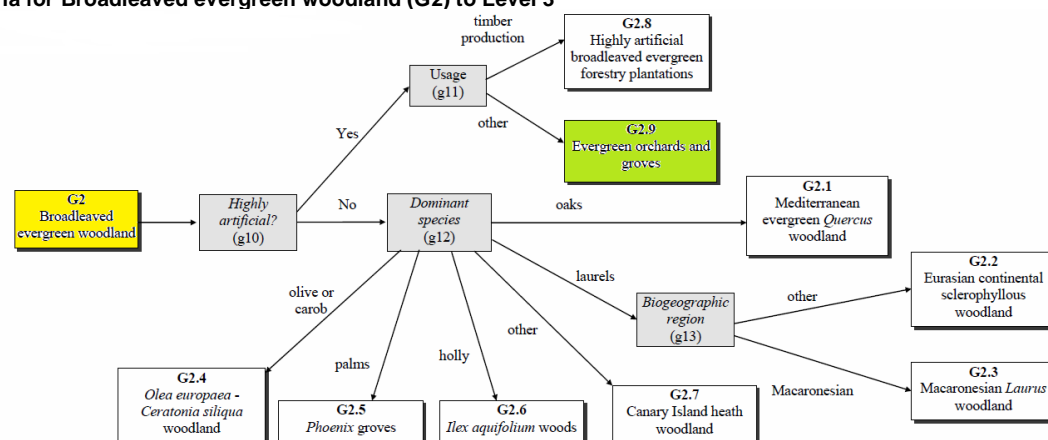 ia for Broadleaved evergreen woodland (G2) to Level 3
timber
production
G2.8
Highly artificial
broadleaved evergreen
forestry plantations
Usage
(g11)
other
G2.9
Evergreen orchards and
groves
Yes
G2
Broadleaved
evergreen woodland
Highly
artificial?
(g10)
No
Dominant
species
(g12)
oaks
G2.1
Mediterranean
evergreen Quercus
woodland
laurels
Biogeographic
region
(g13)
other
G2.2
Eurasian continental
sclerophyllous
woodland
Macaronesian
G2.3
Macaronesian Laurus
woodland
olive or
carob
palms
holly
other
G2.4
Olea europaea -
Ceratonia siliqua
woodland
G2.5
Phoenix groves
G2.6
Ilex aquifolium woods
G2.7
Canary Island heath
woodland